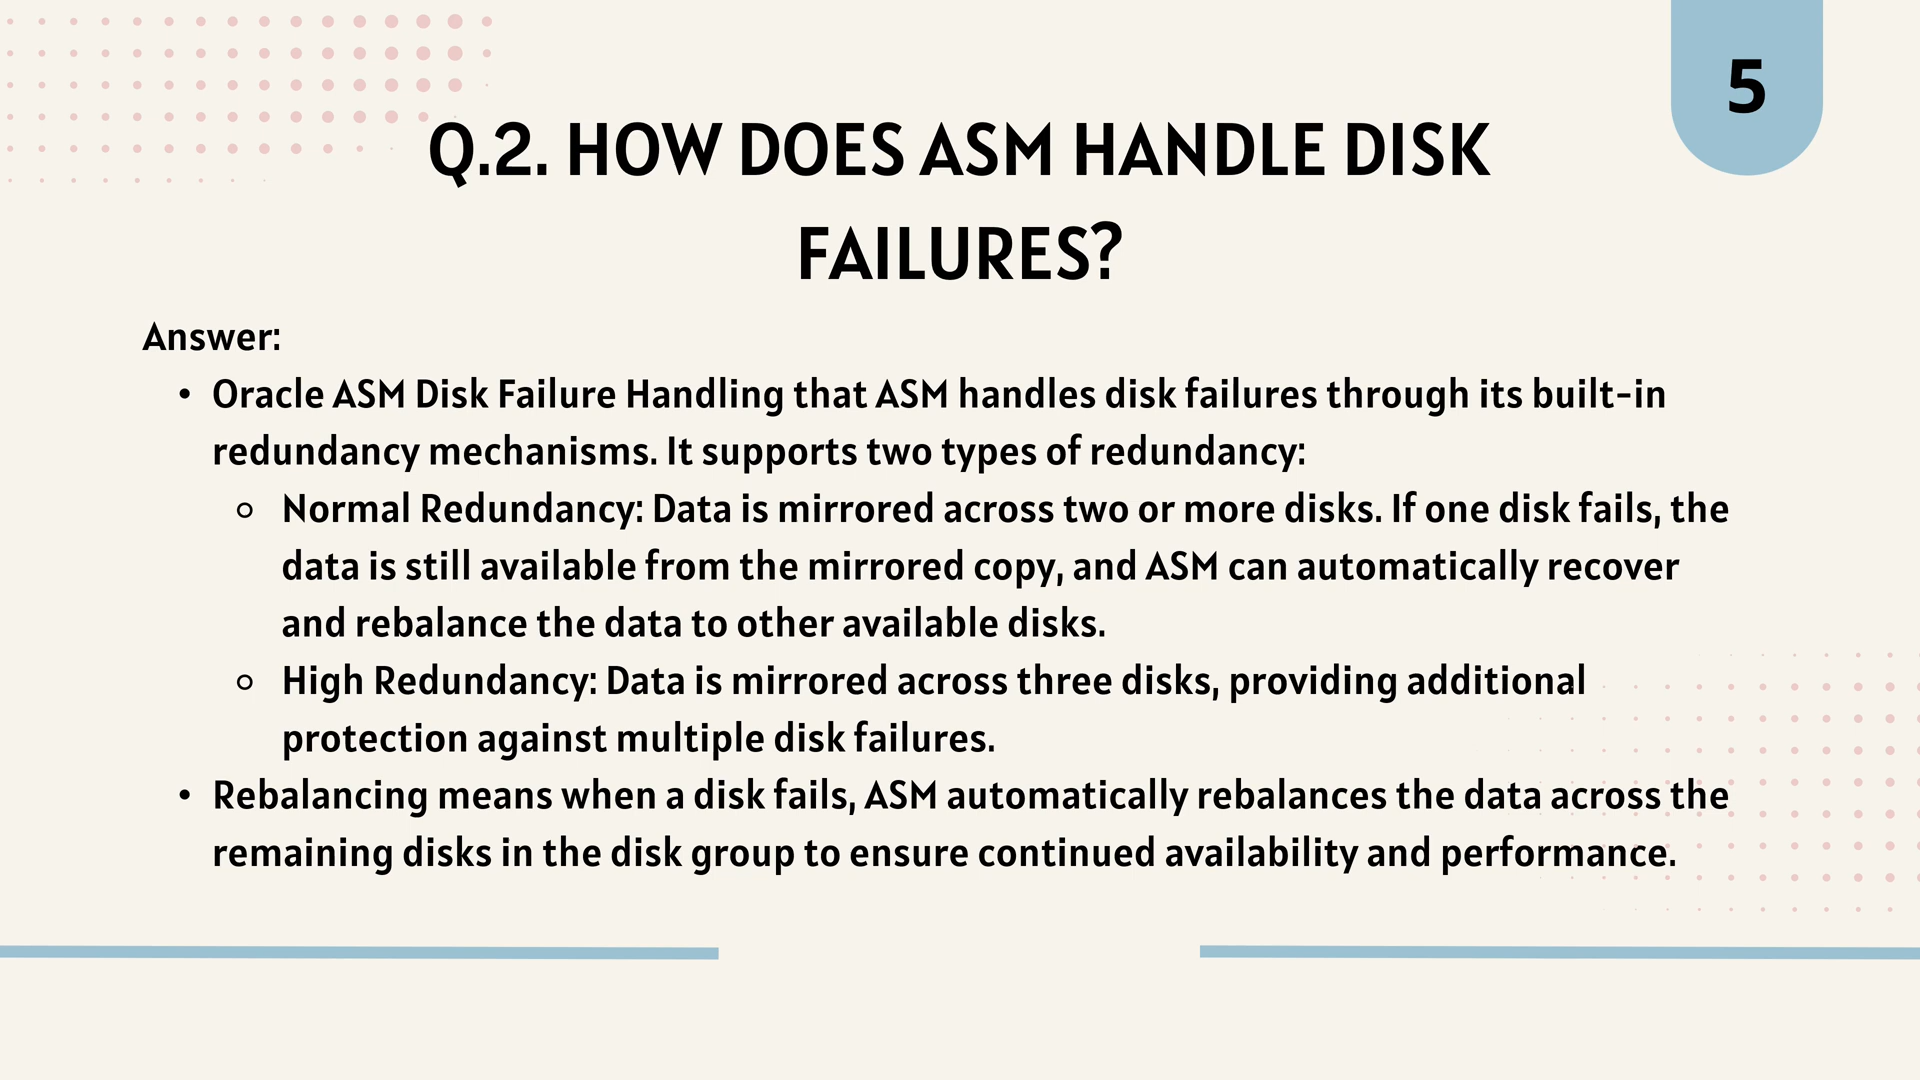 5
Q.2. HOW DOES ASM HANDLE DISK
FAILURES?
Answer:
• Oracle ASM Disk Failure Handling that ASM handles disk failures through its built-in
redundancy mechanisms. It supports two types of redundancy:
○ Normal Redundancy: Data is mirrored across two or more disks. If one disk fails, the
data is still available from the mirrored copy, and ASM can automatically recover
and rebalance the data to other available disks.
○ High Redundancy: Data is mirrored across three disks, providing additional
protection against multiple disk failures.
• Rebalancing means when a disk fails, ASM automatically rebalances the data across the
remaining disks in the disk group to ensure continued availability and performance.